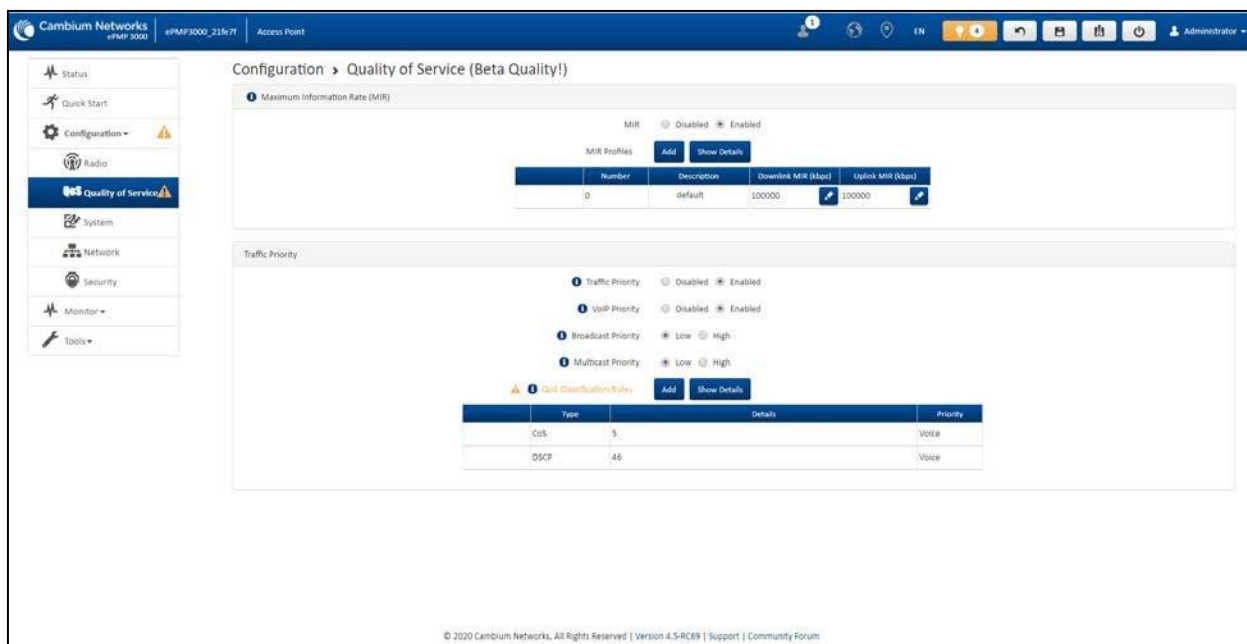 Cambium Networks
ePMP 3000
ePMP3000_21fe7f
Access Point
1
EN
4
Administrator
Status
Quick Start
Configuration
Radio
QoS Quality of Service
System
Network
Security
Monitor
Tools
Configuration > Quality of Service (Beta Quality!)
Maximum Information Rate (MIR)
MIR Disabled Enabled
MIR Profiles Add Show Details
Number Description Downlink MIR (kbps) Uplink MIR (kbps)
0 default 100000 100000
Traffic Priority
Traffic Priority Disabled Enabled
VoIP Priority Disabled Enabled
Broadcast Priority Low High
Multicast Priority Low High
QoS Classification Rules Add Show Details
Type Details Priority
CoS 5 Voice
DSCP 46 Voice
© 2020 Cambium Networks, All Rights Reserved | Version 4.5-RC69 | Support | Community Forum